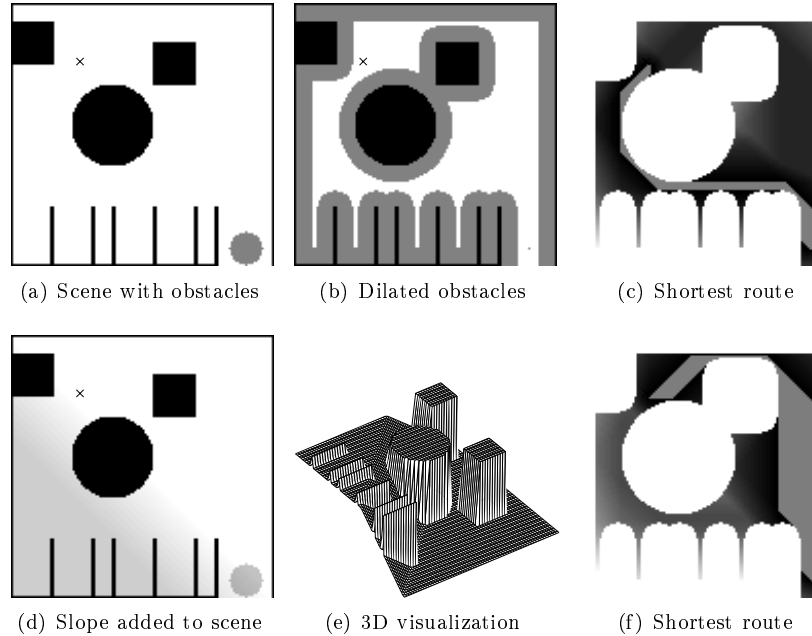 (a) Scene with obstacles
(b) Dilated obstacles
(c) Shortest route
(d) Slope added to scene
(e) 3D visualization
(f) Shortest route